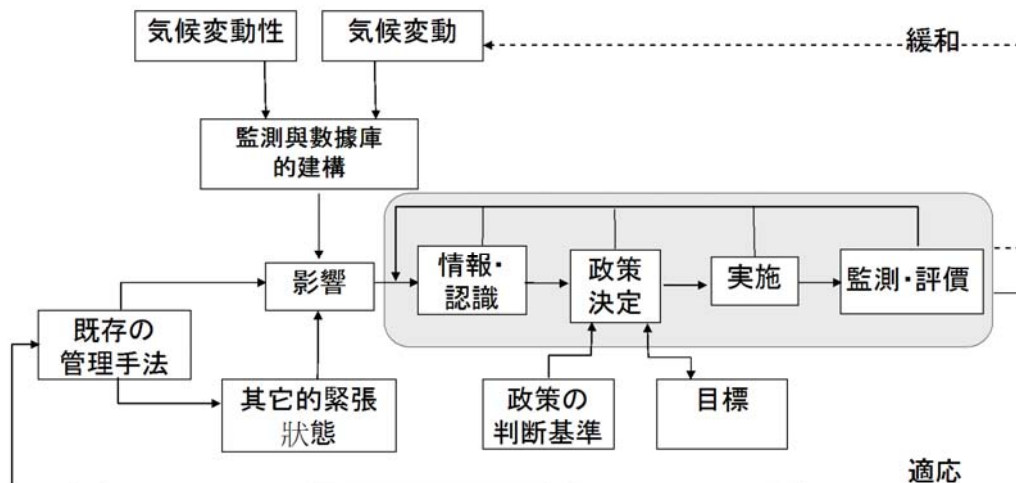 気候変動性
気候変動
緩和
監測與數據庫
的建構
影響
情報・
認識
政策
決定
実施
監測・評價
既存の
管理手法
其它的緊張
狀態
政策の
判断基準
目標
適応